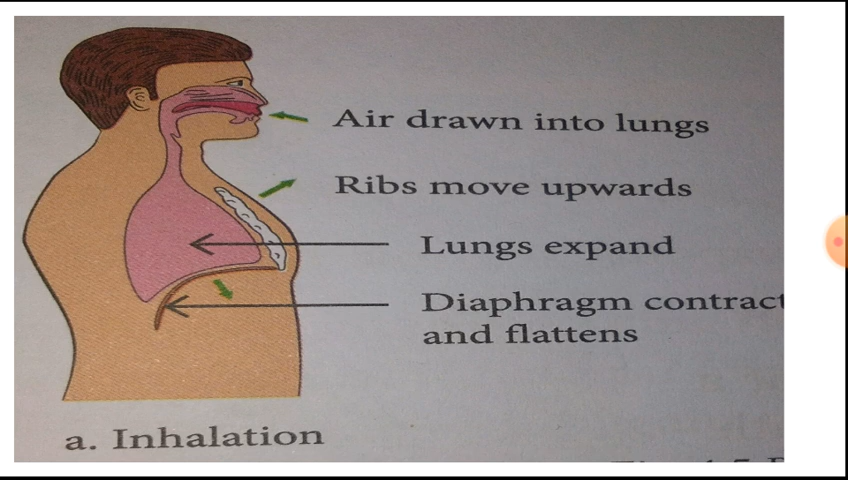 Air drawn into lungs
Ribs move upwards
Lungs expand
Diaphragm contract
and flattens
a. Inhalation